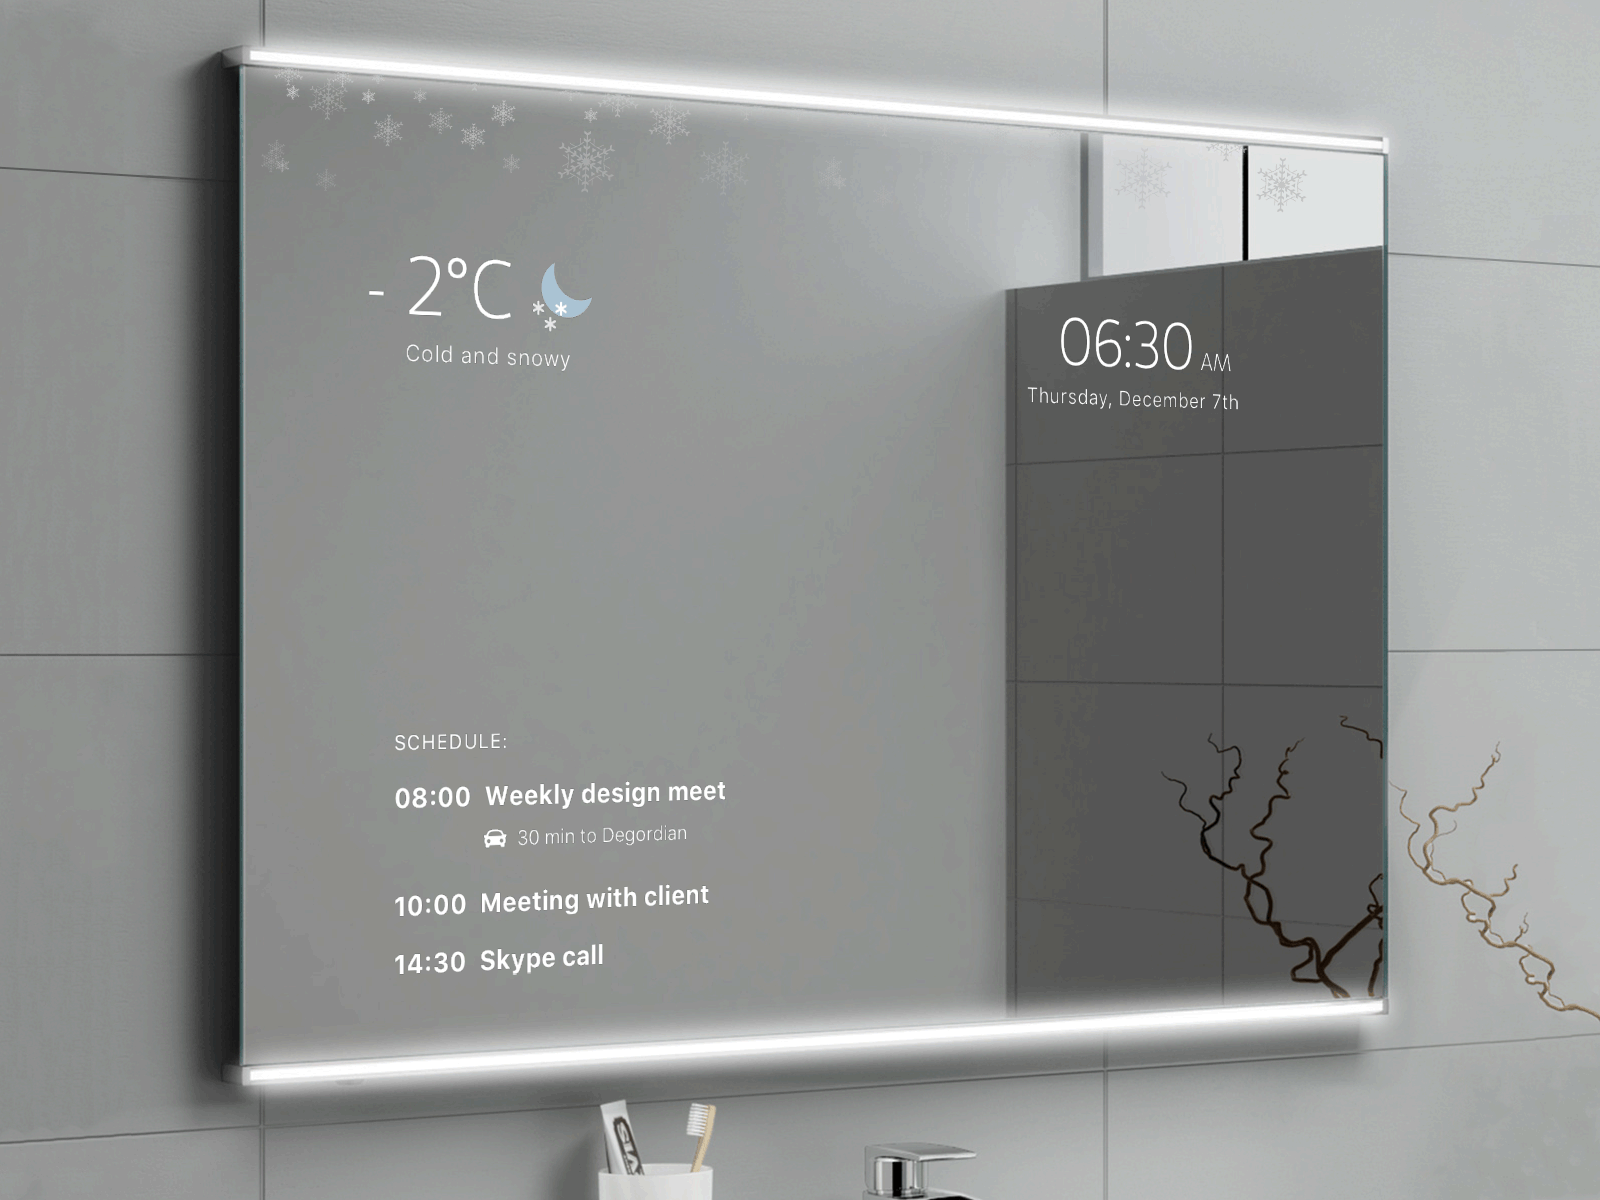 - 2°C
Cold and snowy
06:30 AM
Thursday, December 7th
SCHEDULE:
08:00 Weekly design meet
30 min to Degordian
10:00 Meeting with client
14:30 Skype call